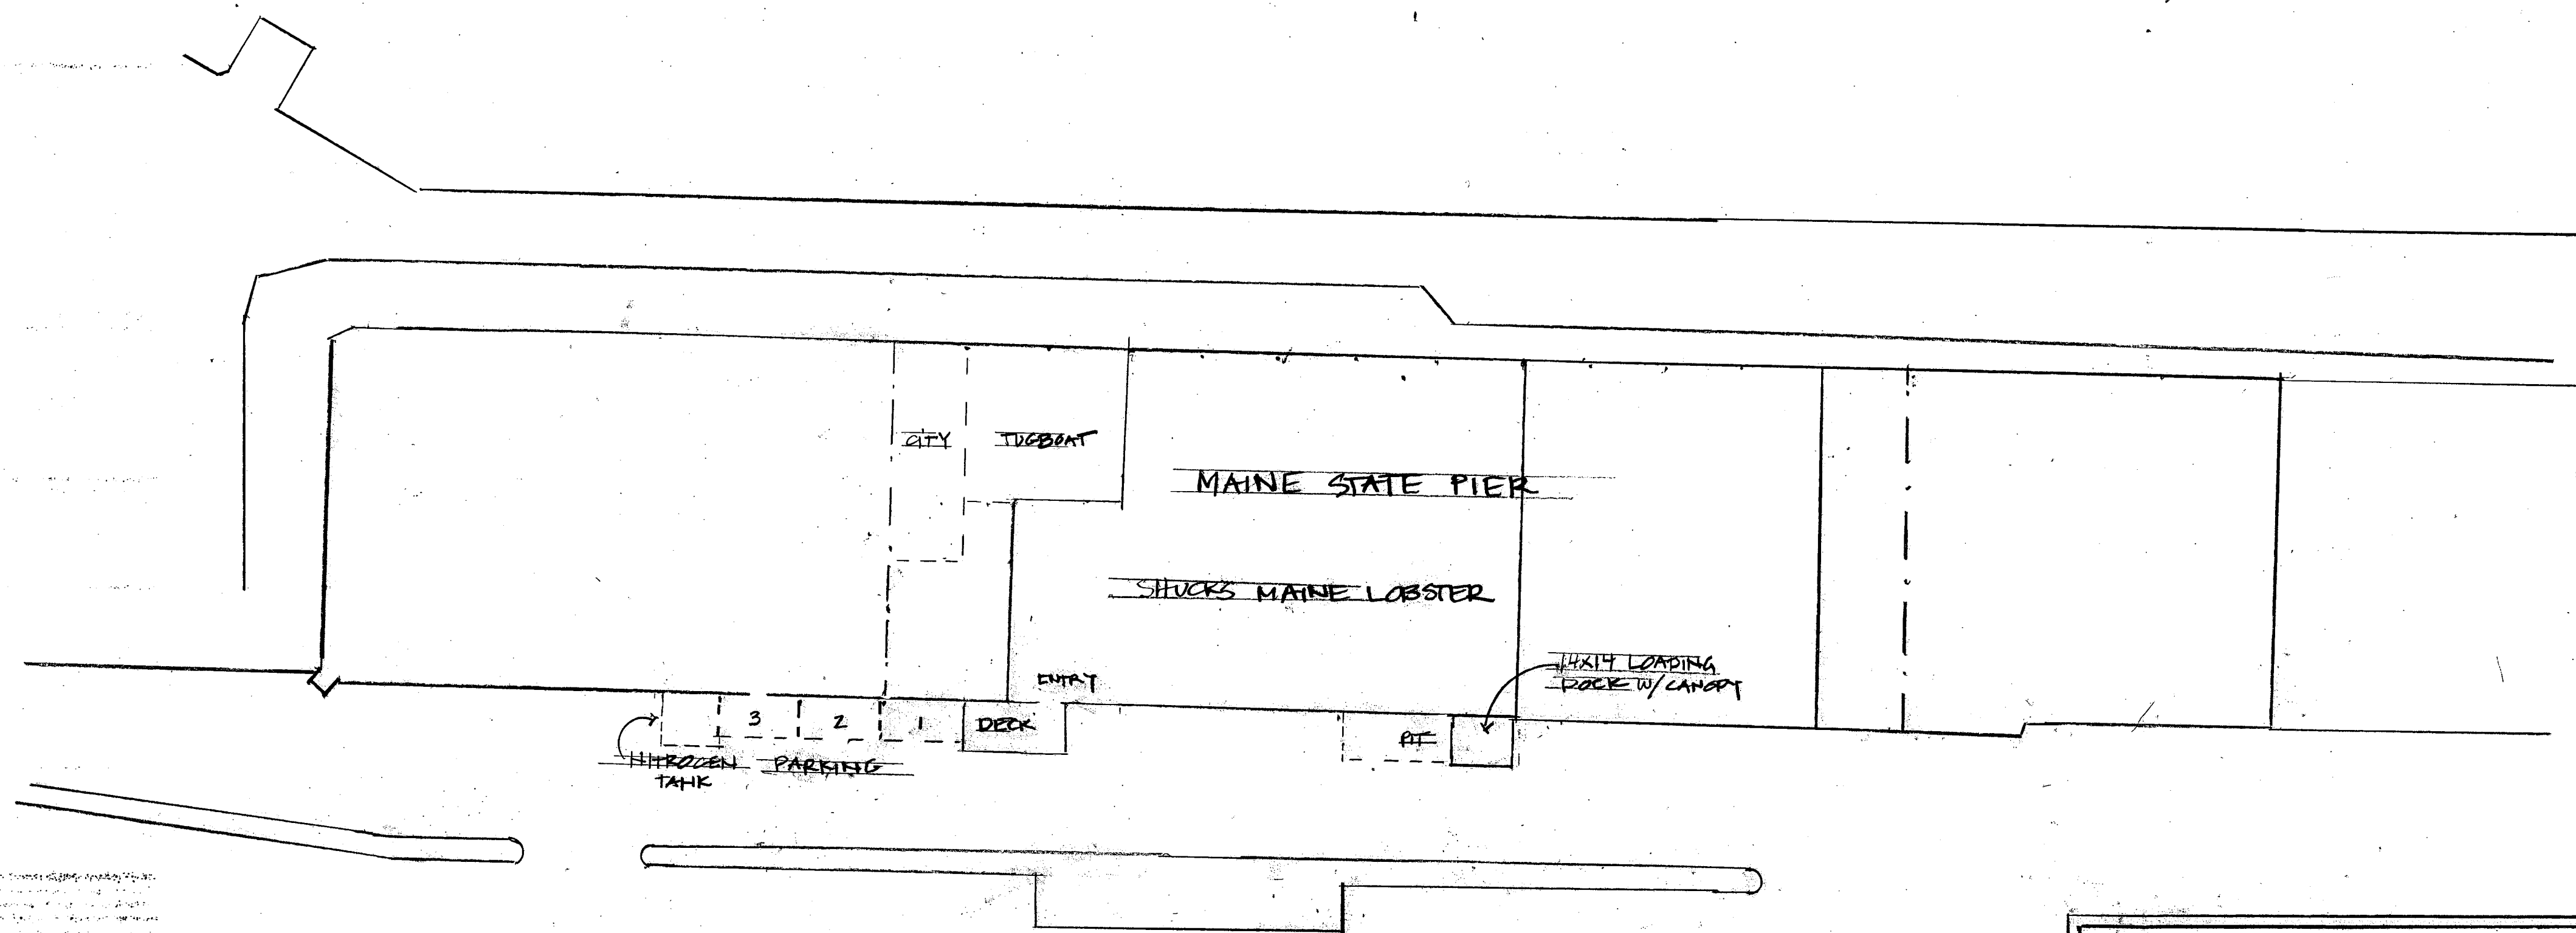 CITY
TUGBOAT
MAINE STATE PIER
SHUCKS MAINE LOBSTER
ENTRY
14X14 LOADING
DOCK W/CANOPY
3
2
1
DECK
PIT
NITROGEN
TANK
PARKING